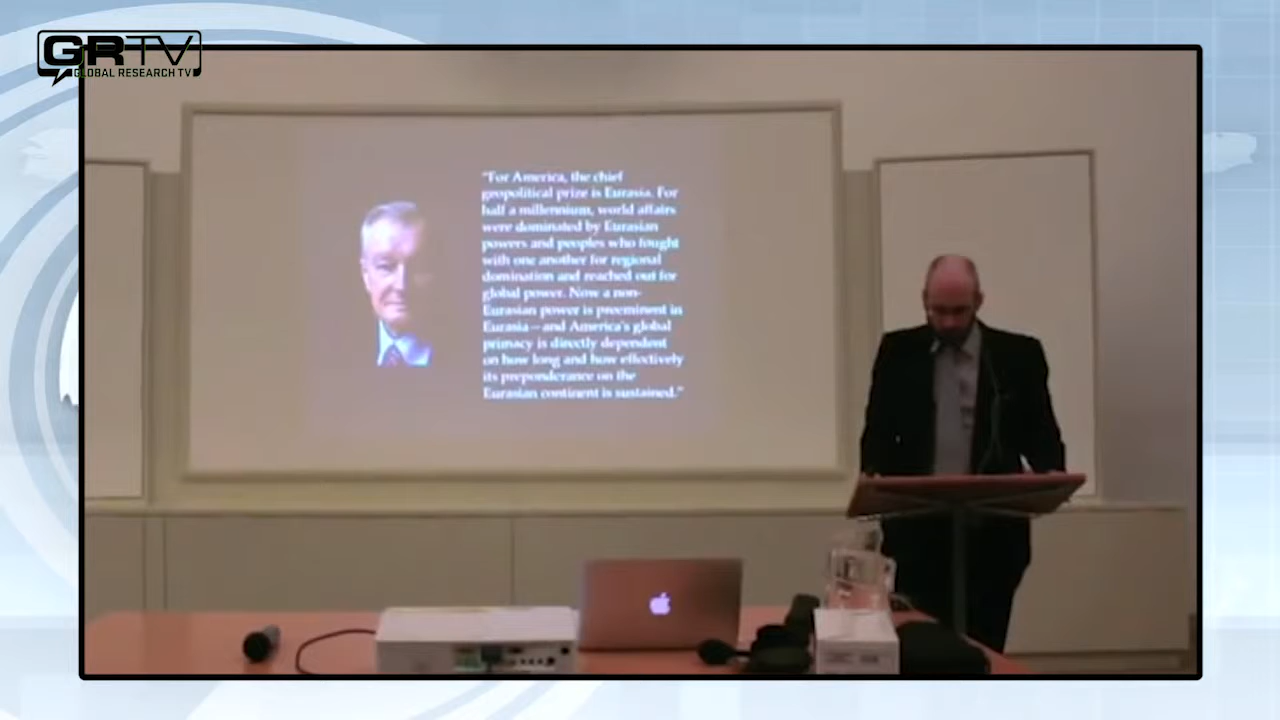 GRTV
GLOBAL RESEARCH TV
"For America, the chief
geopolitical prize is Eurasia. For
half a millennium, world affairs
were dominated by Eurasian
powers and peoples who fought
with one another for regional
domination and reached out for
global power. Now a non-
Eurasian power is preeminent in
Eurasia – and America's global
primacy is directly dependent
on how long and how effectively
its preponderance on the
Eurasian continent is sustained."